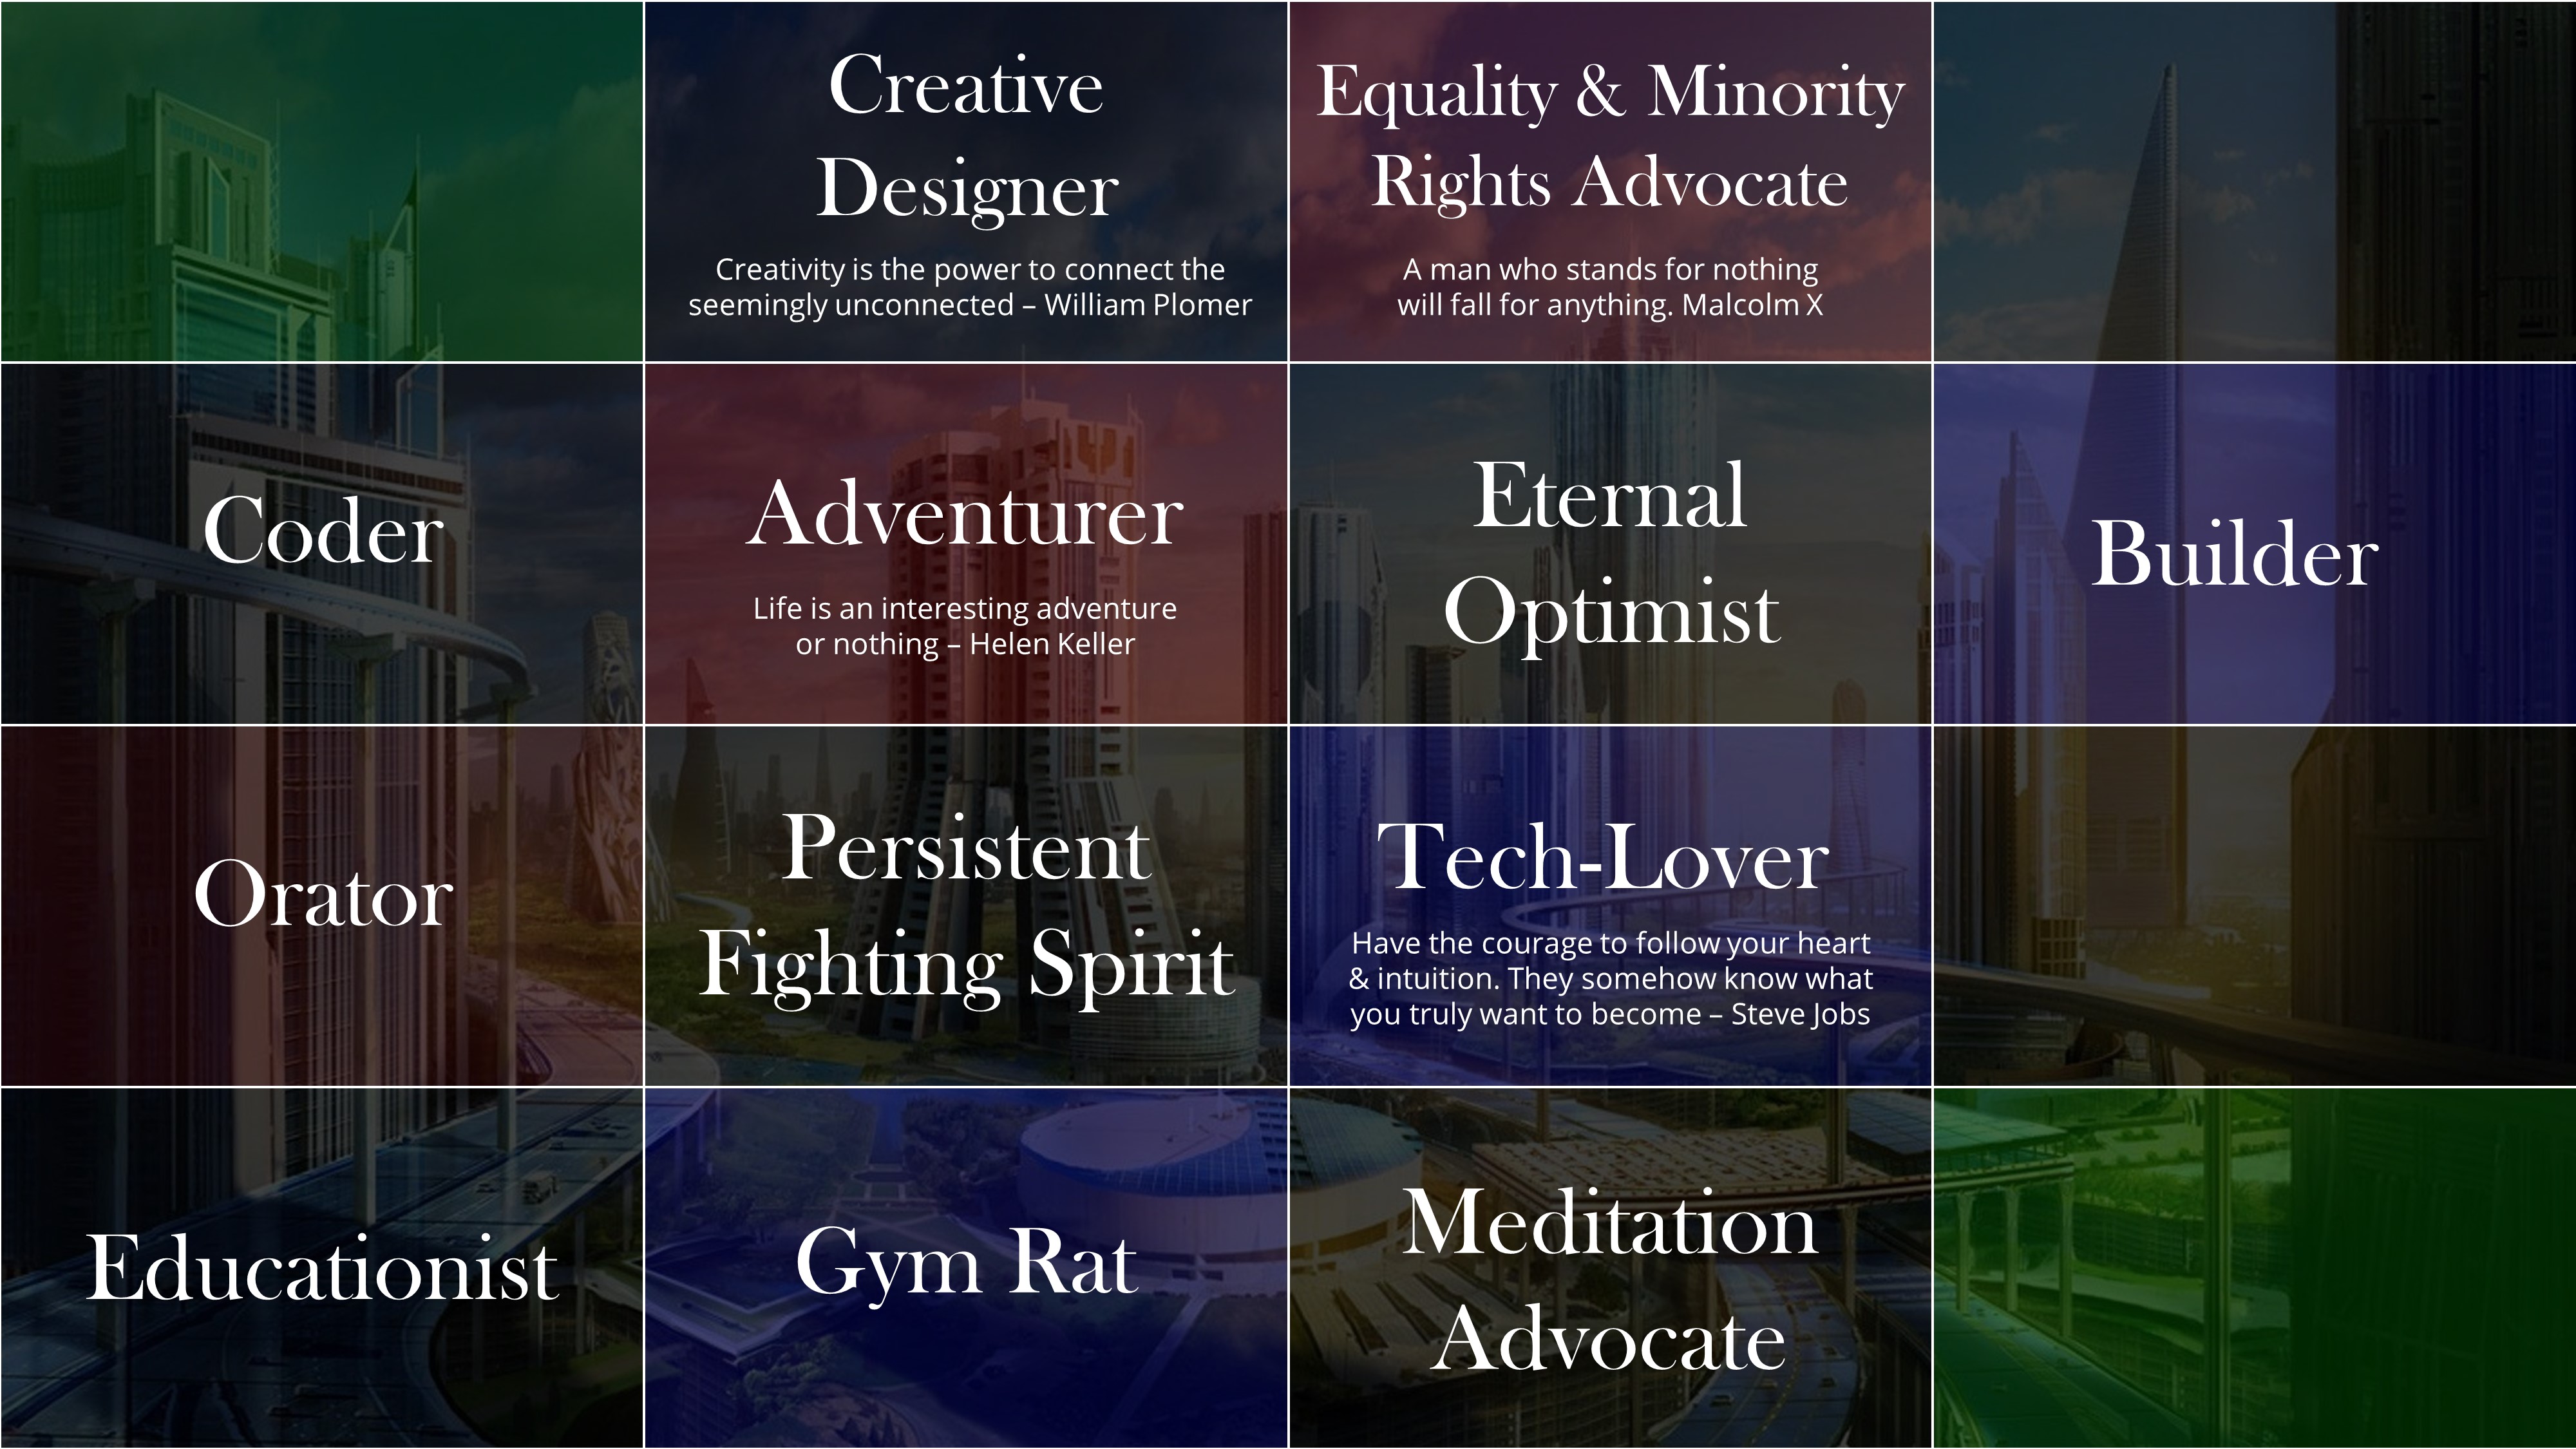 Creative
Designer
Creativity is the power to connect the
seemingly unconnected – William Plomer
Equality & Minority
Rights Advocate
A man who stands for nothing
will fall for anything. Malcolm X
Coder
Adventurer
Life is an interesting adventure
or nothing – Helen Keller
Eternal
Optimist
Builder
Orator
Persistent
Fighting Spirit
Tech-Lover
Have the courage to follow your heart
& intuition. They somehow know what
you truly want to become – Steve Jobs
Educationist
Gym Rat
Meditation
Advocate